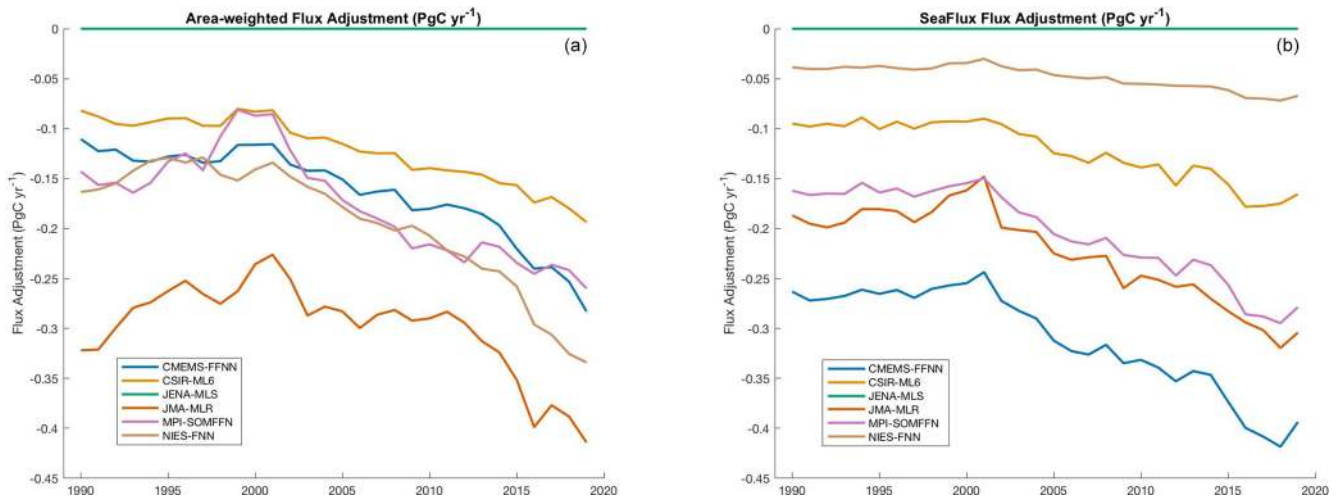 Area-weighted Flux Adjustment (PgC yr-1)
(a)
Flux Adjustment (PgC yr-1)
0
-0.05
-0.1
-0.15
-0.2
-0.25
-0.3
-0.35
-0.4
-0.45
CMEMS-FFNN
CSIR-ML6
JENA-MLS
JMA-MLR
MPI-SOMFFN
NIES-FNN
1990 1995 2000 2005 2010 2015 2020
SeaFlux Flux Adjustment (PgC yr-1)
(b)
Flux Adjustment (PgC yr-1)
0
-0.05
-0.1
-0.15
-0.2
-0.25
-0.3
-0.35
-0.4
-0.45
CMEMS-FFNN
CSIR-ML6
JENA-MLS
JMA-MLR
MPI-SOMFFN
NIES-FNN
1990 1995 2000 2005 2010 2015 2020